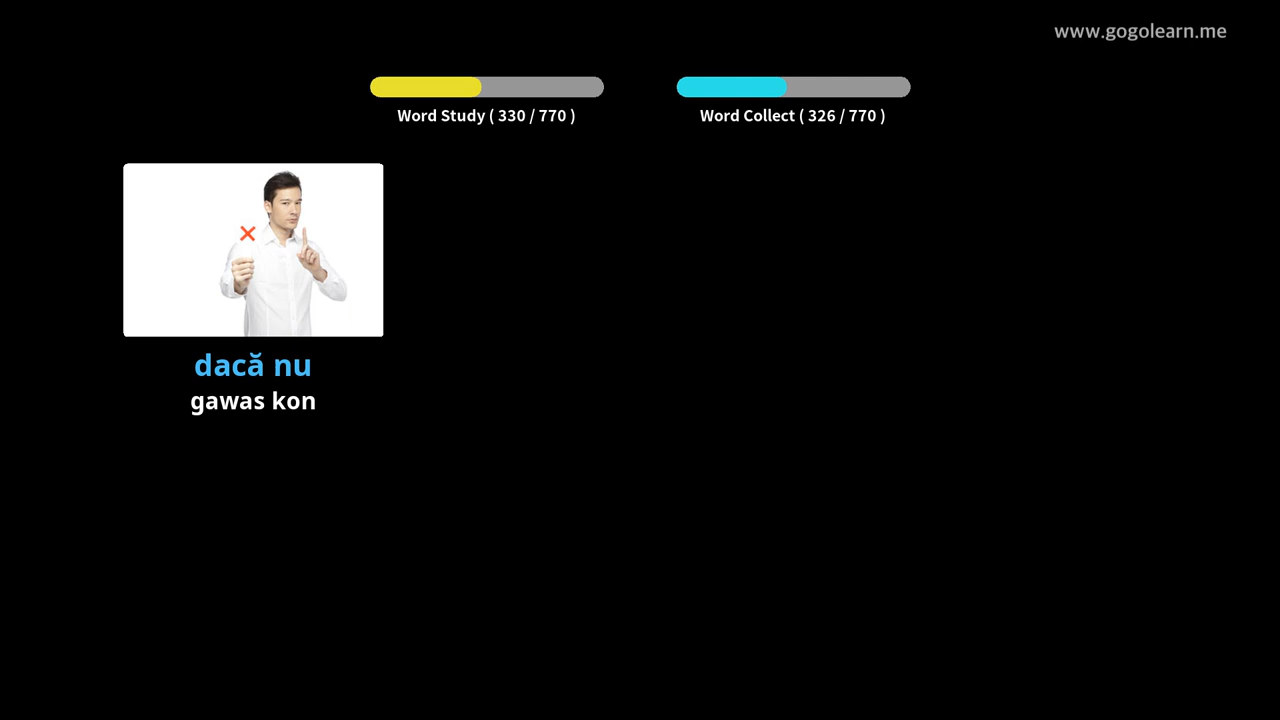 www.gogolearn.me
Word Study ( 330 / 770 )
Word Collect ( 326 / 770 )
dacă nu
gawas kon